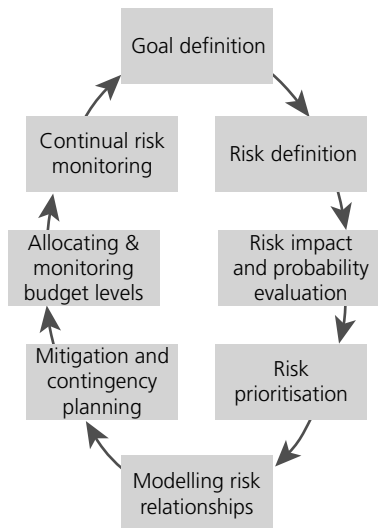 Goal definition
Risk definition
Risk impact
and probability
evaluation
Risk
prioritisation
Modelling risk
relationships
Mitigation and
contingency
planning
Allocating &
monitoring
budget levels
Continual risk
monitoring